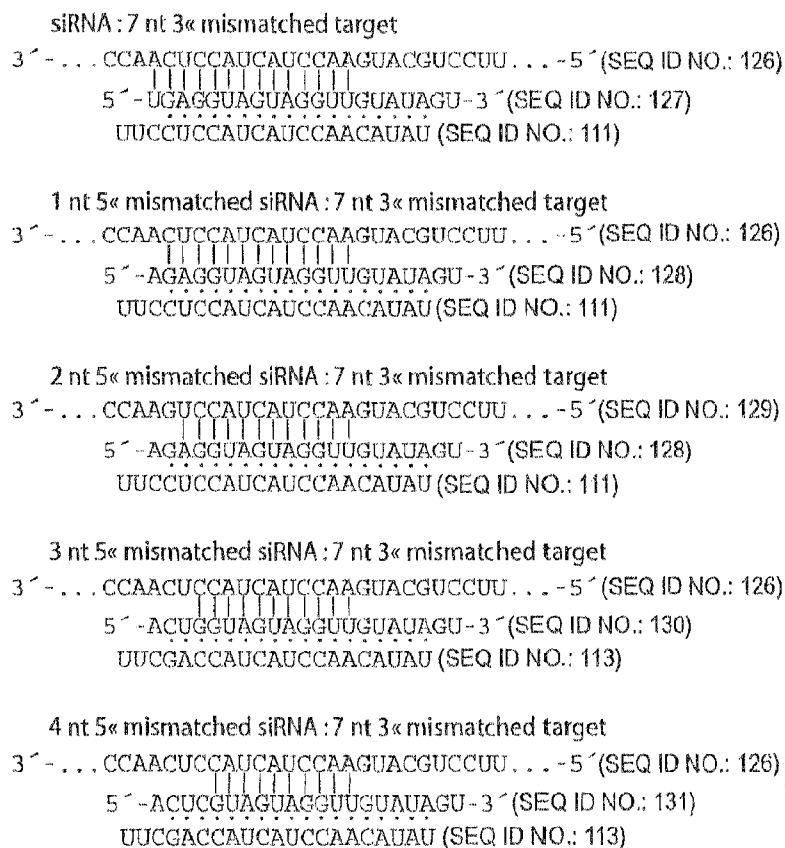 siRNA : 7 nt 3« mismatched target
3´-... CCAACUCCAUCAUCCAAGUACGUCCUU ...-5´(SEQ ID NO.: 126)
5´-UGAGGUAGUAGGUUGUAUAGU-3´(SEQ ID NO.: 127)
UUCCUCCAUCAUCCAACAUAU (SEQ ID NO.: 111)
1 nt 5« mismatched siRNA : 7 nt 3« mismatched target
3´-... CCAACUCCAUCAUCCAAGUACGUCCUU ...-5´(SEQ ID NO.: 126)
5´-AGAGGUAGUAGGUUGUAUAGU-3´(SEQ ID NO.: 128)
UUCCUCCAUCAUCCAACAUAU (SEQ ID NO.: 111)
2 nt 5« mismatched siRNA : 7 nt 3« mismatched target
3´-... CCAAGUCCAUCAUCCAAGUACGUCCUU ...-5´(SEQ ID NO.: 129)
5´-AGAGGUAGUAGGUUGUAUAGU-3´(SEQ ID NO.: 128)
UUCCUCCAUCAUCCAACAUAU (SEQ ID NO.: 111)
3 nt 5« mismatched siRNA : 7 nt 3« mismatched target
3´-... CCAACUCCAUCAUCCAAGUACGUCCUU ...-5´(SEQ ID NO.: 126)
5´-ACUGGUAGUAGGUUGUAUAGU-3´(SEQ ID NO.: 130)
UUCGACCAUCAUCCAACAUAU (SEQ ID NO.: 113)
4 nt 5« mismatched siRNA : 7 nt 3« mismatched target
3´-... CCAACUCCAUCAUCCAAGUACGUCCUU ...-5´(SEQ ID NO.: 126)
5´-ACUCGUAGUAGGUUGUAUAGU-3´(SEQ ID NO.: 131)
UUCGACCAUCAUCCAACAUAU (SEQ ID NO.: 113)